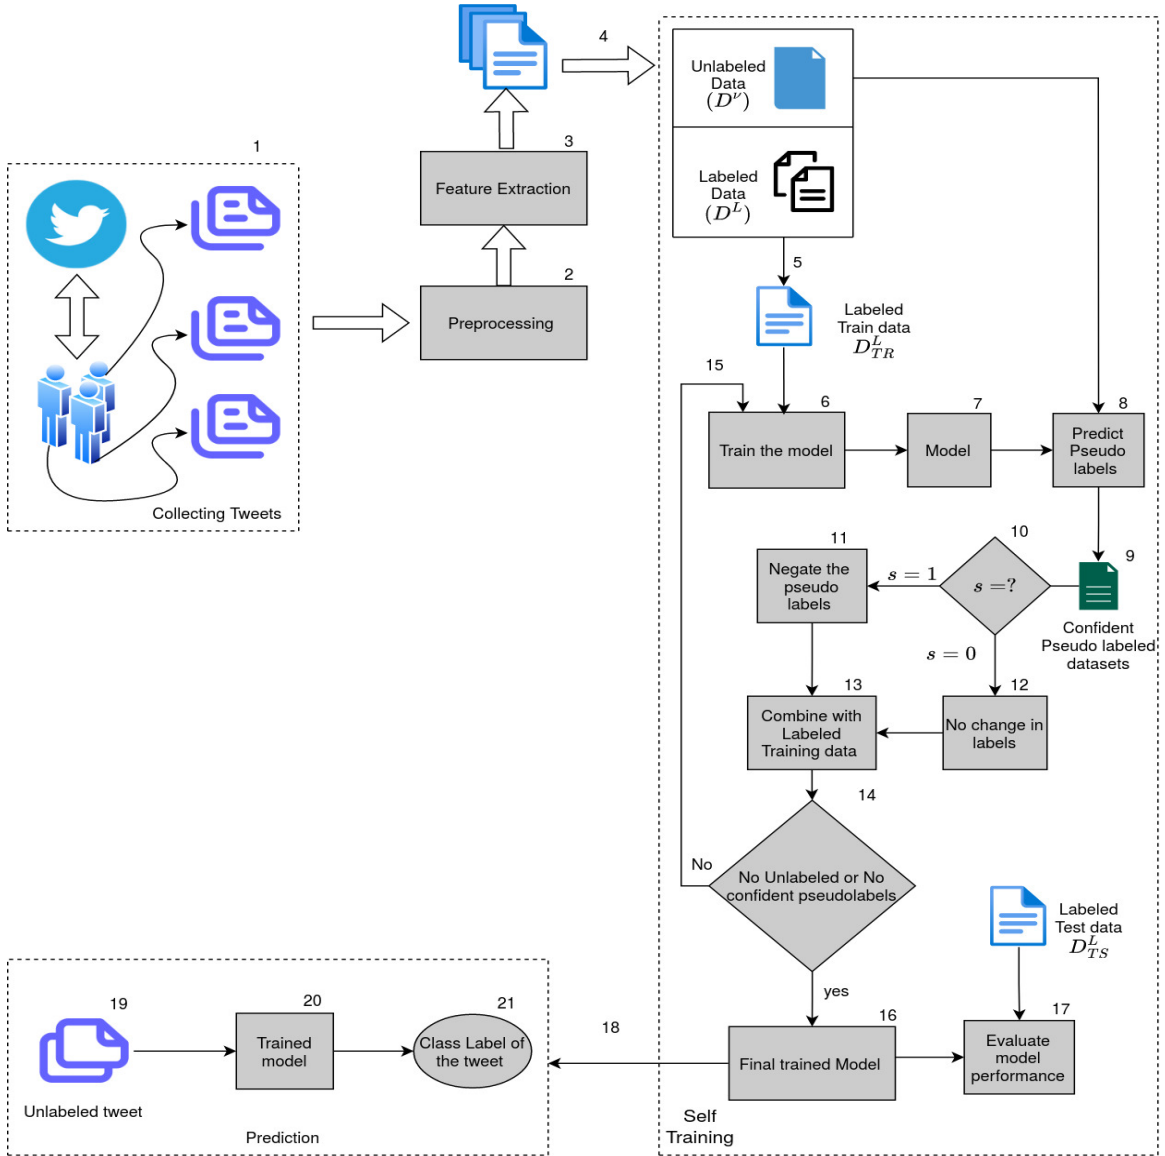 1
Collecting Tweets
2
Preprocessing
3
Feature Extraction
4
Unlabeled
Data
(D^ν)
Labeled
Data
(D^L)
5
Labeled
Train data
D^L_{TR}
15
6
Train the model
7
Model
8
Predict
Pseudo
labels
9
Confident
Pseudo labeled
datasets
10
s =?
s = 1
s = 0
11
Negate the
pseudo
labels
12
No change in
labels
13
Combine with
Labeled
Training data
14
No Unlabeled or No
confident pseudolabels
No
yes
16
Final trained Model
Labeled
Test data
D^L_{TS}
17
Evaluate
model
performance
Self
Training
18
19
Unlabeled tweet
20
Trained
model
21
Class Label of
the tweet
Prediction